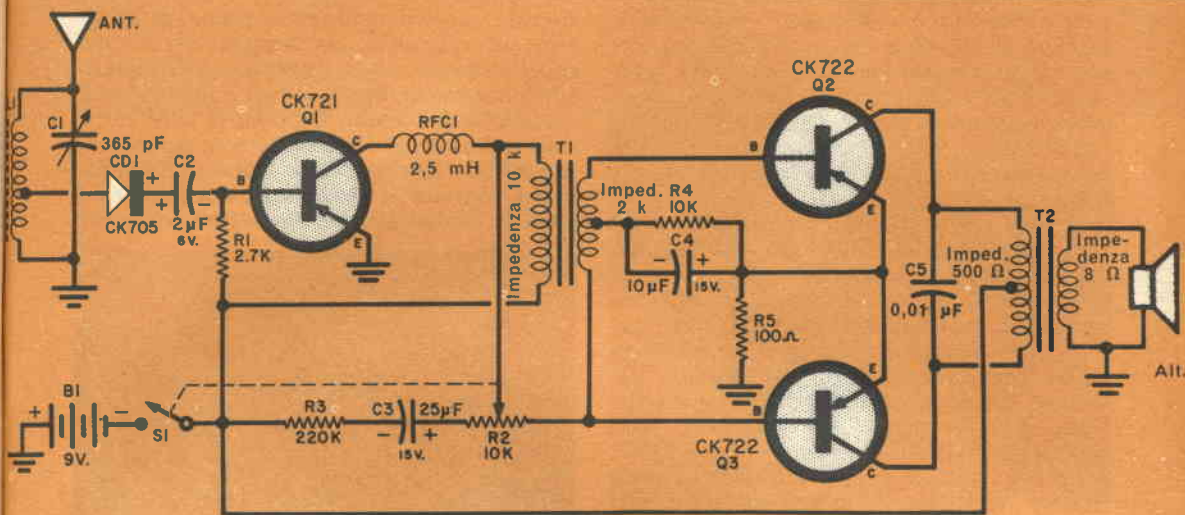 ANT.
L1
C1
365 pF
CD1
+
CK705
C2
+
-
2µF
6V.
B
R1
2.7K
CK721
Q1
C
E
RFC1
2,5 mH
Impedenza 10 k
T1
Imped.
2 k
R4
10K
C4
-
+
10µF
15V.
R5
100Ω
CK722
Q2
B
C
E
C5
0,01 µF
Imped.
500 Ω
T2
Impe-
denza
8 Ω
Alt.
B1
+
-
9V.
S1
R3
220K
C3
25µF
-
+
15V.
R2
10K
CK722
Q3
B
E
C